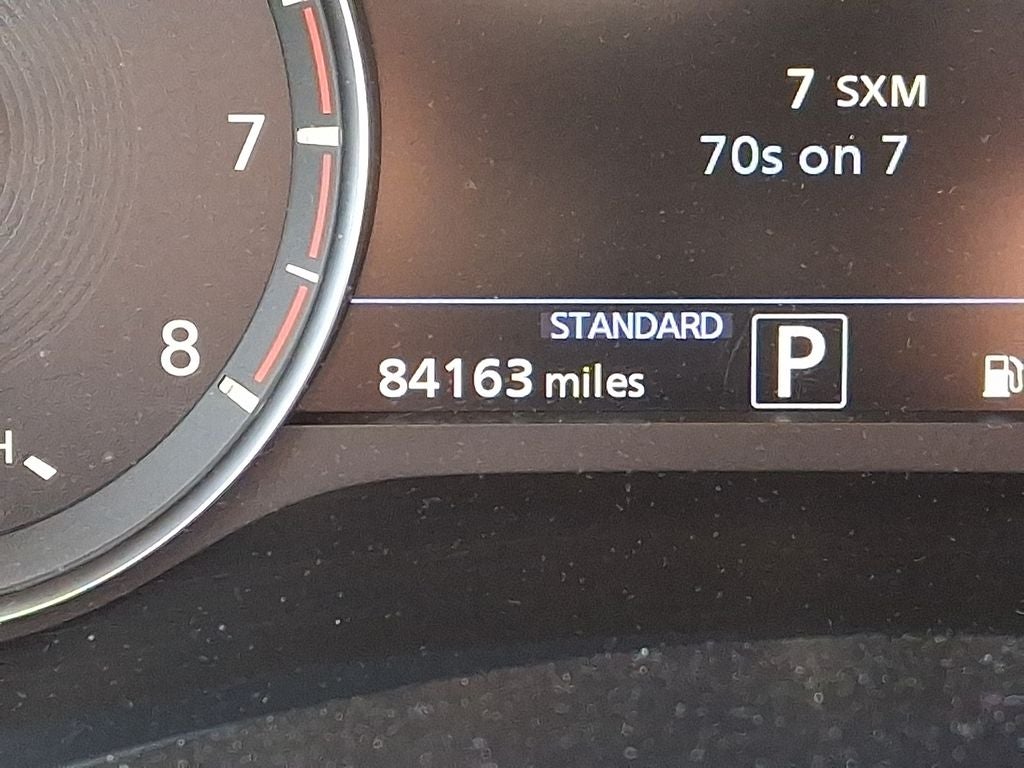 7 SXM
70s on 7
7
8
H
STANDARD
84163 miles
P